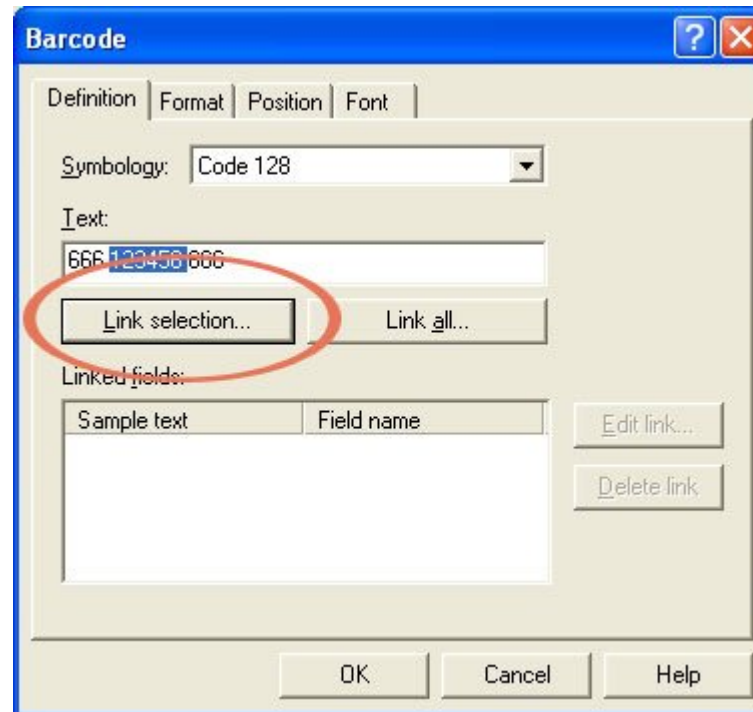 Barcode
Definition Format Position Font
Symbology: Code 128
Text:
666 123456 666
Link selection... Link all...
Linked fields:
Sample text Field name
Edit link...
Delete link
OK Cancel Help